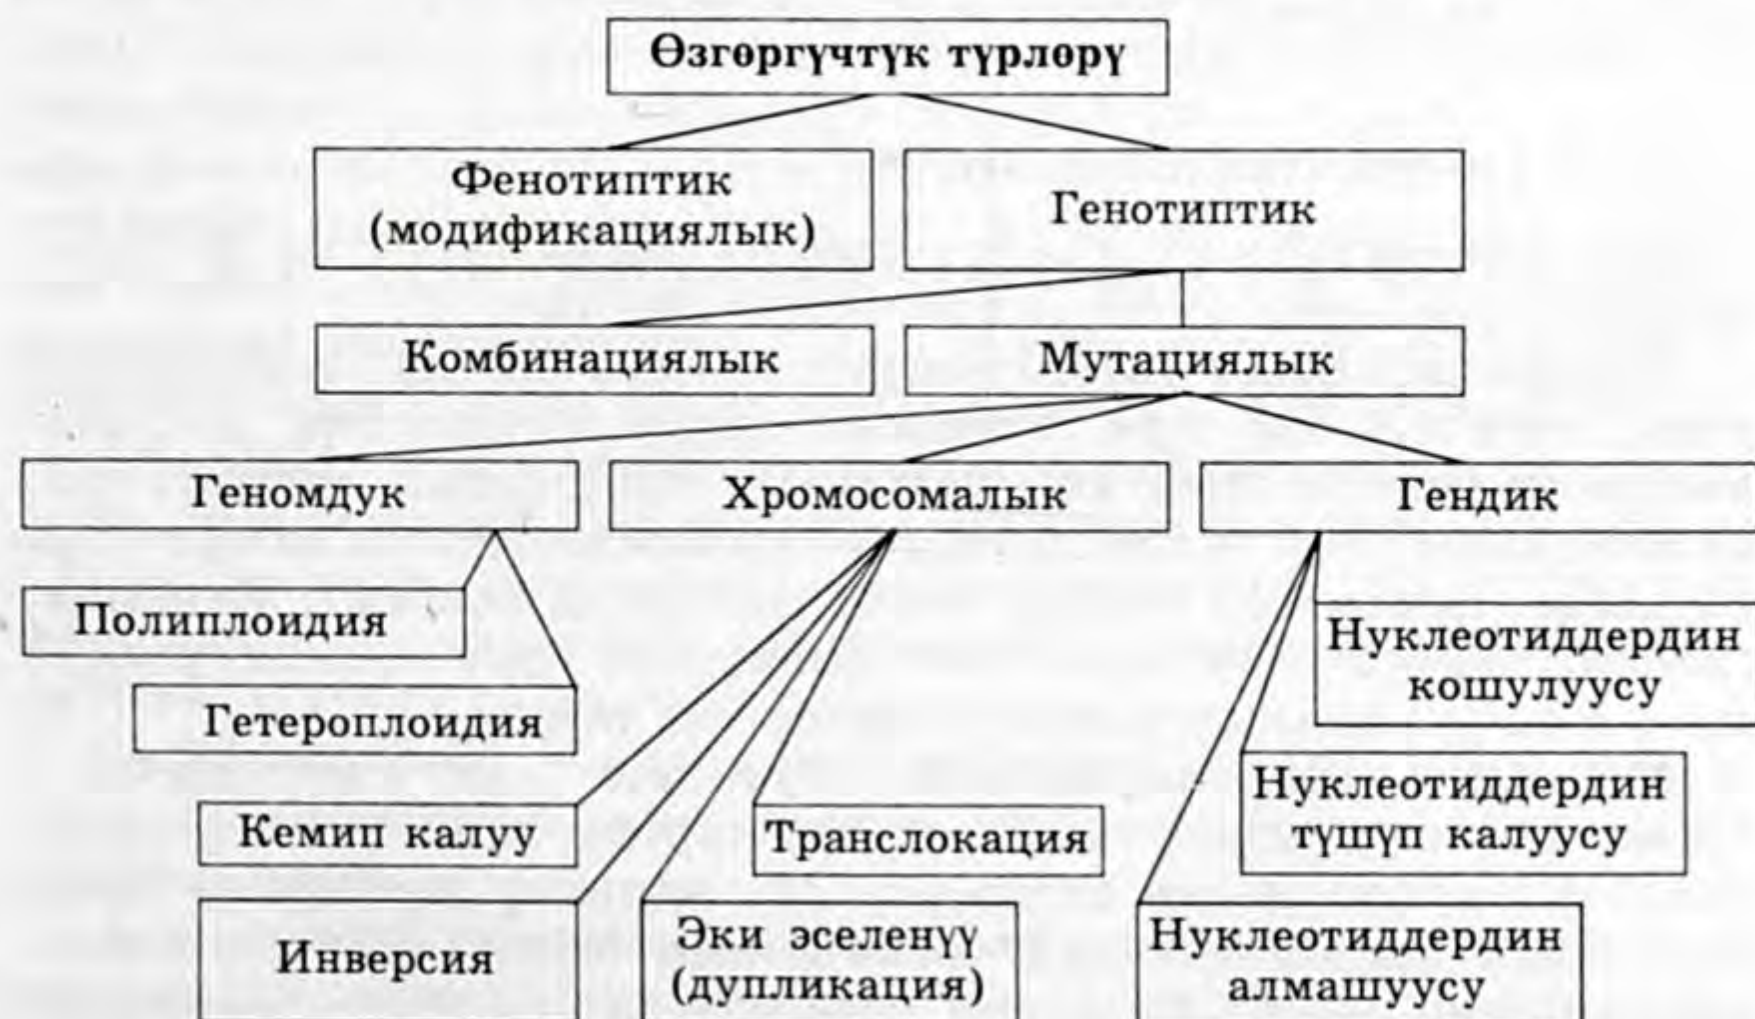 Өзгөргүчтүк түрлөрү
Фенотиптик
(модификациялык)
Генотиптик
Комбинациялык
Мутациялык
Геномдук
Хромосомалык
Гендик
Полиплоидия
Гетероплоидия
Нуклеотиддердин
кошулуусу
Кемип калуу
Транслокация
Нуклеотиддердин
түшүп калуусу
Инверсия
Эки эселенүү
(дупликация)
Нуклеотиддердин
алмашуусу